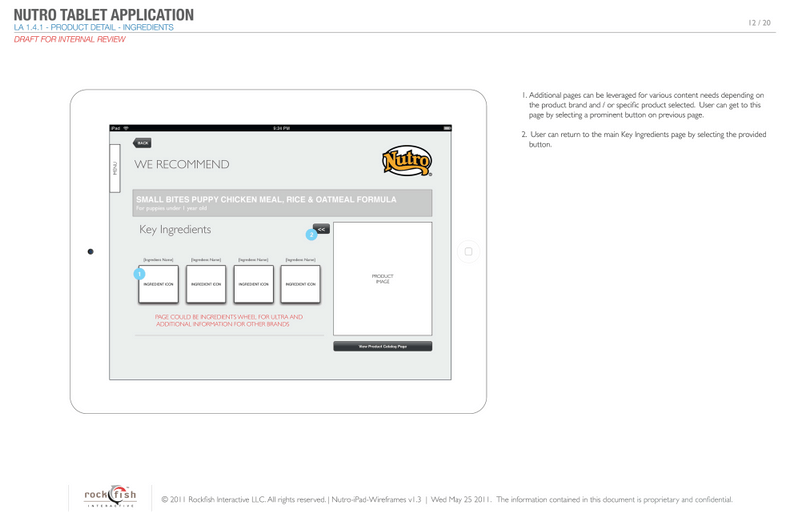 NUTRO TABLET APPLICATION
LA 1.4.1 - PRODUCT DETAIL - INGREDIENTS
12 / 20
DRAFT FOR INTERNAL REVIEW
iPad
9:34 PM
BACK
MENU
WE RECOMMEND
Nutro
SMALL BITES PUPPY CHICKEN MEAL, RICE & OATMEAL FORMULA
For puppies under 1 year old
Key Ingredients
2
<<
[Ingredient Name] [Ingredient Name] [Ingredient Name] [Ingredient Name]
1
INGREDIENT ICON INGREDIENT ICON INGREDIENT ICON INGREDIENT ICON
PRODUCT
IMAGE
PAGE COULD BE INGREDIENTS WHEEL FOR ULTRA AND
ADDITIONAL INFORMATION FOR OTHER BRANDS
View Product Catalog Page
1. Additional pages can be leveraged for various content needs depending on
the product brand and / or specific product selected. User can get to this
page by selecting a prominent button on previous page.
2. User can return to the main Key Ingredients page by selecting the provided
button.
rockfish
INTERACTIVE
© 2011 Rockfish Interactive LLC. All rights reserved. | Nutro-iPad-Wireframes v1.3 | Wed May 25 2011. The information contained in this document is proprietary and confidential.